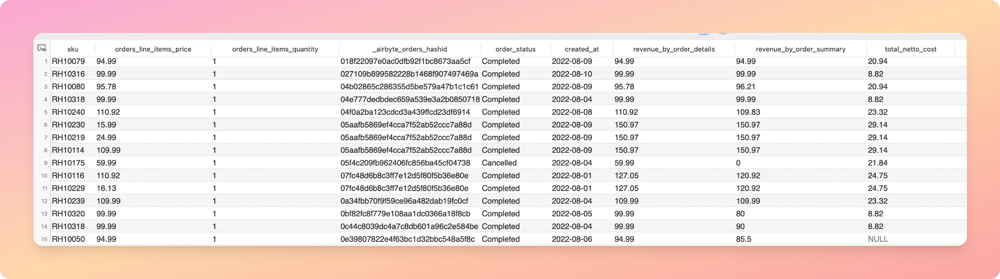 sku orders_line_items_price orders_line_items_quantity _airbyte_orders_hashid order_status created_at revenue_by_order_details revenue_by_order_summary total_netto_cost
1 RH10079 94.99 1 018f22097e0ac0dfb92f1bc8673aa5cf Completed 2022-08-09 94.99 94.99 20.94
2 RH10316 99.99 1 027109b899582228b1468f907497469a Completed 2022-08-10 99.99 99.99 8.82
3 RH10080 95.78 1 04b02865c286355d5be579a47b1c1c61 Completed 2022-08-09 95.78 96.21 20.94
4 RH10318 99.99 1 04e777dedbdec659a539e3a2b0850718 Completed 2022-08-04 99.99 99.99 8.82
5 RH10240 110.92 1 04f0a2ba123cdcd3a439ffcd23df6914 Completed 2022-08-08 110.92 109.83 23.32
6 RH10230 15.99 1 05aafb5869ef4cca7f52ab52ccc7a88d Completed 2022-08-09 150.97 150.97 29.14
7 RH10219 24.99 1 05aafb5869ef4cca7f52ab52ccc7a88d Completed 2022-08-09 150.97 150.97 29.14
8 RH10114 109.99 1 05aafb5869ef4cca7f52ab52ccc7a88d Completed 2022-08-09 150.97 150.97 29.14
9 RH10175 59.99 1 05f4c209fb962406fc856ba45cf04738 Cancelled 2022-08-04 59.99 0 21.84
10 RH10116 110.92 1 07fc48d6b8c3ff7e12d5f80f5b36e80e Completed 2022-08-01 127.05 120.92 24.75
11 RH10229 16.13 1 07fc48d6b8c3ff7e12d5f80f5b36e80e Completed 2022-08-01 127.05 120.92 24.75
12 RH10239 109.99 1 0a34fbb70f9f59ce96a482dab19fc0cf Completed 2022-08-04 109.99 109.99 23.32
13 RH10320 99.99 1 0bf82fc8f779e108aa1dc0366a18f8cb Completed 2022-08-05 99.99 80 8.82
14 RH10318 99.99 1 0c44c8039dc4a7c8db601a96c2e584be Completed 2022-08-04 99.99 90 8.82
15 RH10050 94.99 1 0e39807822e4f63bc1d32bbc548a5f8c Completed 2022-08-06 94.99 85.5 NULL